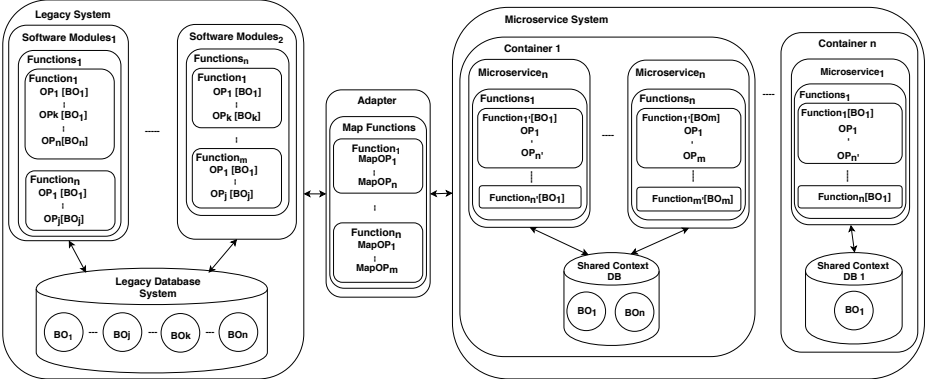 Legacy System
Software Modules1
Functions1
Function1
OP1 [BO1]
OPk [BO1]
OPn[BOn]
Functionn
OP1 [BO1]
OPj[BOj]
Software Modules2
Functionsn
Function1
OP1 [BO1]
OPk [BOk]
Functionm
OP1 [BO1]
OPj [BOj]
Legacy Database
System
BO1
BOj
BOk
BOn
Adapter
Map Functions
Function1
MapOP1
MapOPn
Functionn
MapOP1
MapOPm
Microservice System
Container 1
Microservicen
Functions1
Function1'[BO1]
OP1
OPn'
Functionn'[BO1]
Microservicen
Functionsn
Function1'[BOm]
OP1
OPm
Functionm'[BOm]
Shared Context
DB
BO1
BOn
Container n
Microservice1
Functions1
Function1[BO1]
OP1
OPn'
Functionn[BO1]
Shared Context
DB 1
BO1